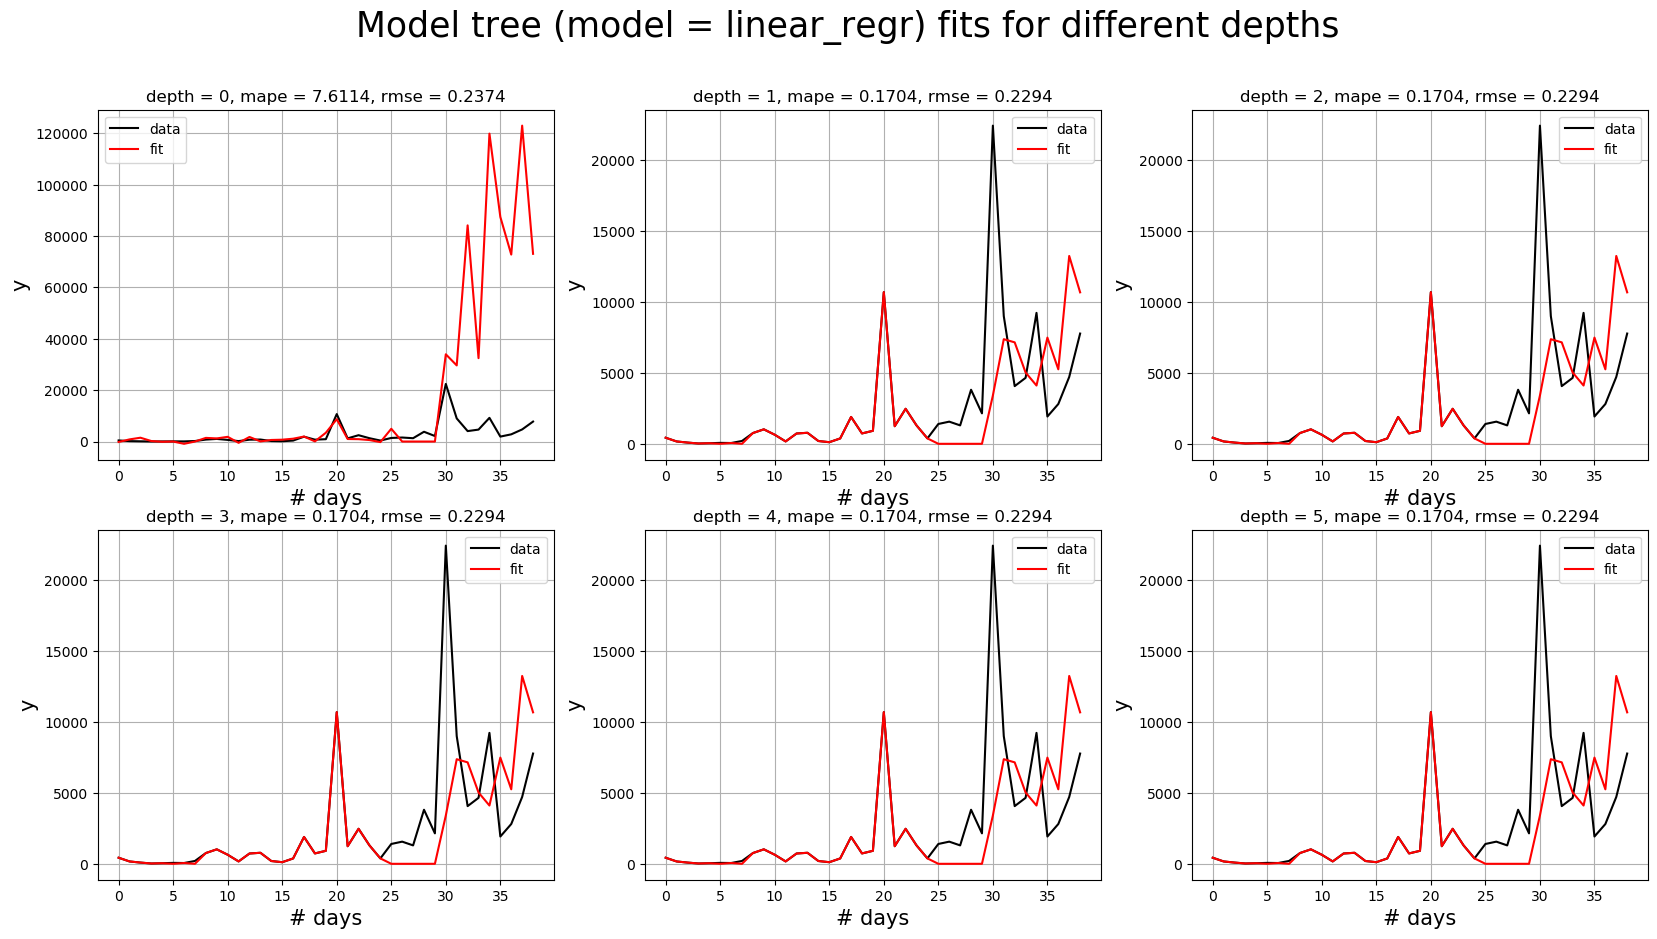 Model tree (model = linear_regr) fits for different depths
depth = 0, mape = 7.6114, rmse = 0.2374
data
fit
120000
100000
80000
60000
40000
20000
0
y
0 5 10 15 20 25 30 35
# days
depth = 1, mape = 0.1704, rmse = 0.2294
data
fit
20000
15000
10000
5000
0
y
0 5 10 15 20 25 30 35
# days
depth = 2, mape = 0.1704, rmse = 0.2294
data
fit
20000
15000
10000
5000
0
y
0 5 10 15 20 25 30 35
# days
depth = 3, mape = 0.1704, rmse = 0.2294
data
fit
20000
15000
10000
5000
0
y
0 5 10 15 20 25 30 35
# days
depth = 4, mape = 0.1704, rmse = 0.2294
data
fit
20000
15000
10000
5000
0
y
0 5 10 15 20 25 30 35
# days
depth = 5, mape = 0.1704, rmse = 0.2294
data
fit
20000
15000
10000
5000
0
y
0 5 10 15 20 25 30 35
# days